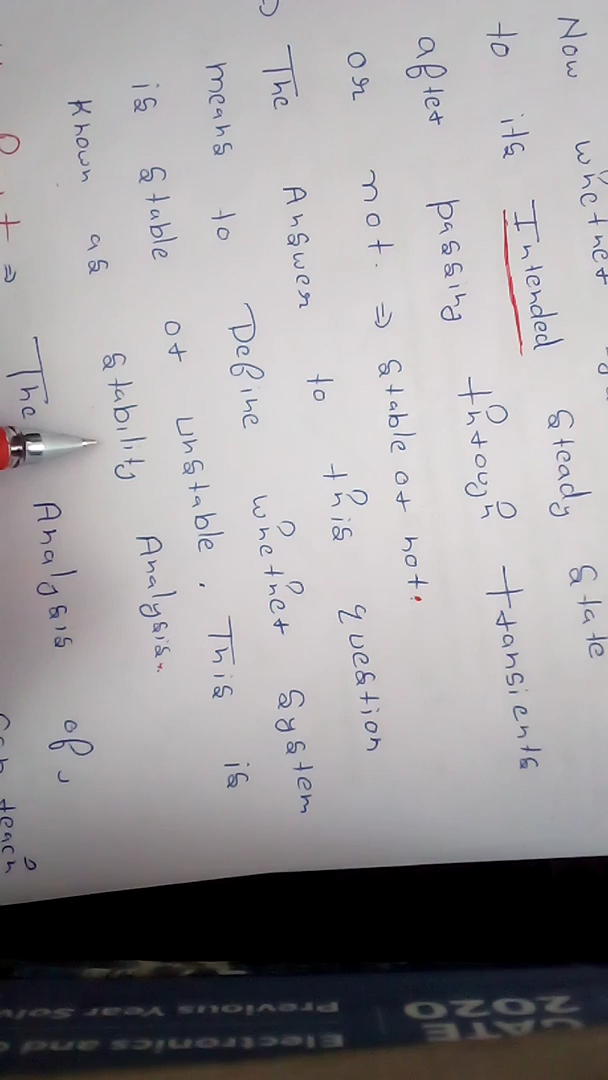 Now whether
to its Intended steady state
after passing through transients
or not. ⇒ stable or not.
⇒ The Answer to this question
means to Define whether system
is stable or unstable. This is
known as stability Analysis.
The Analysis of
can reach
GATE 2020
Previous Year Solv
Electronics and